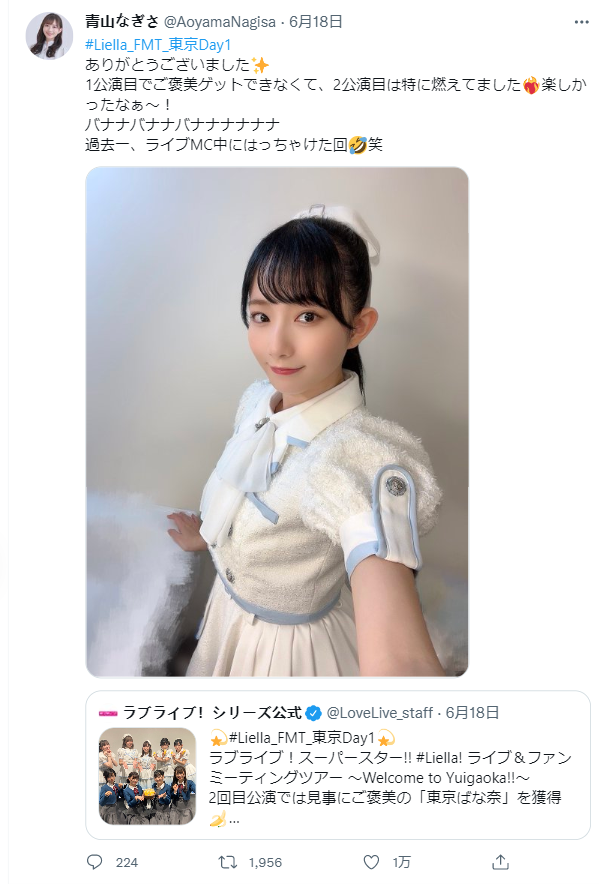 青山なぎさ @AoyamaNagisa · 6月18日
#Liella_FMT_東京Day1
ありがとうございました✨
1公演目でご褒美ゲットできなくて、2公演目は特に燃えてました❤️‍🔥楽しか
ったなぁ〜！
バナナバナナバナナナナナナ
過去一、ライブMC中にはっちゃけた回🤣笑
ラブライブ！シリーズ公式 @LoveLive_staff · 6月18日
💫#Liella_FMT_東京Day1💫
ラブライブ！スーパースター!! #Liella! ライブ＆ファン
ミーティングツアー 〜Welcome to Yuigaoka!!〜
2回目公演では見事にご褒美の「東京ばな奈」を獲得
🍌...
224 1,956 1万